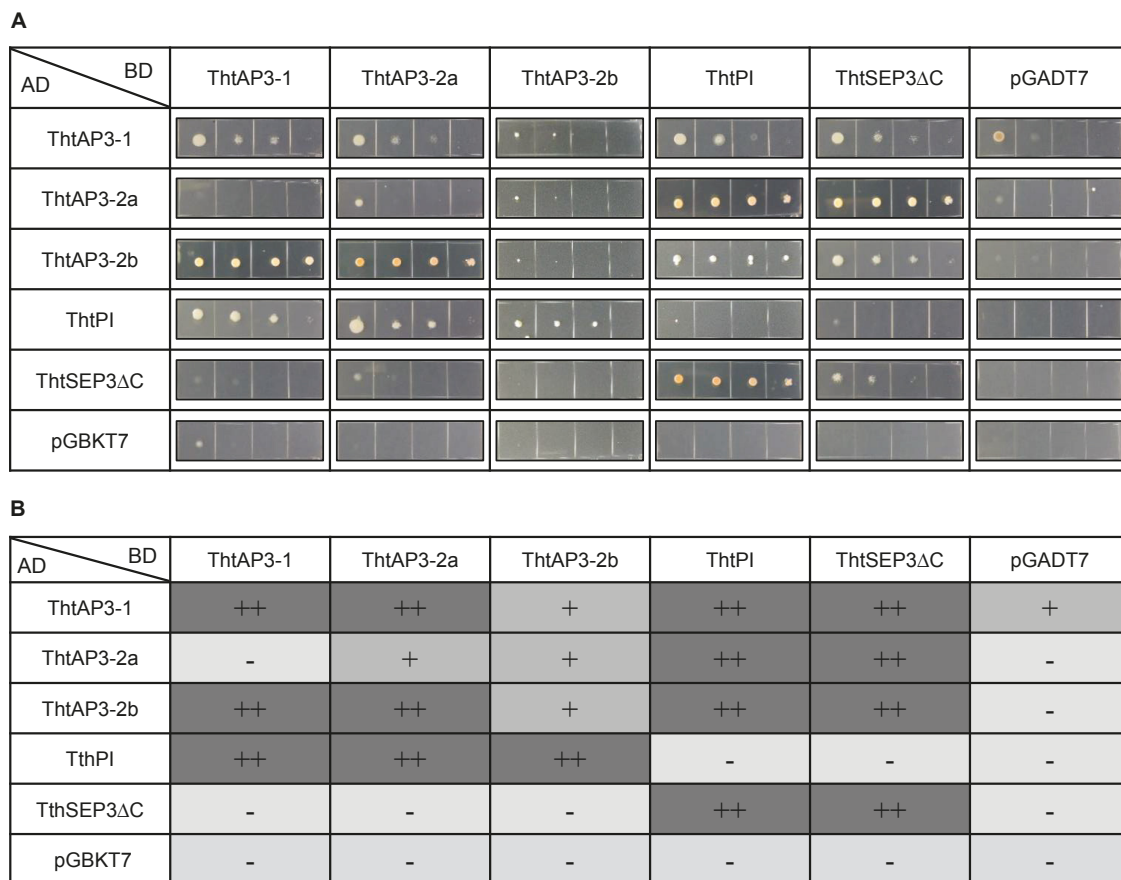 A
AD BD ThtAP3-1 ThtAP3-2a ThtAP3-2b ThtPI ThtSEP3ΔC pGADT7
ThtAP3-1
ThtAP3-2a
ThtAP3-2b
ThtPI
ThtSEP3ΔC
pGBKT7
B
AD BD ThtAP3-1 ThtAP3-2a ThtAP3-2b ThtPI ThtSEP3ΔC pGADT7
ThtAP3-1 ++ ++ + ++ ++ +
ThtAP3-2a - + + ++ ++ -
ThtAP3-2b ++ ++ + ++ ++ -
TthPI ++ ++ ++ - - -
TthSEP3ΔC - - - ++ ++ -
pGBKT7 - - - - - -